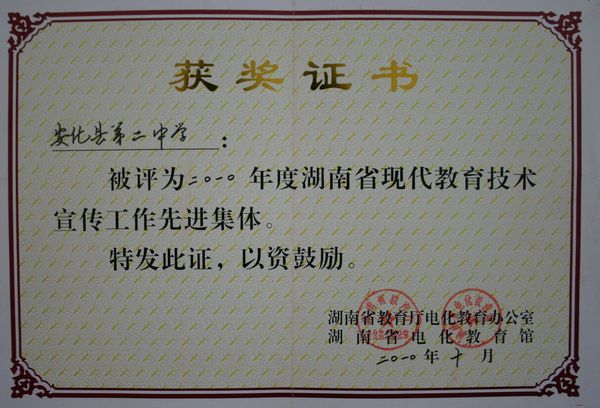 获奖证书
安化县第二中学：
被评为二〇一〇年度湖南省现代教育技术
宣传工作先进集体。
特发此证，以资鼓励。
湖南省教育厅电化教育办公室
湖南省电化教育馆
二〇一〇年十月